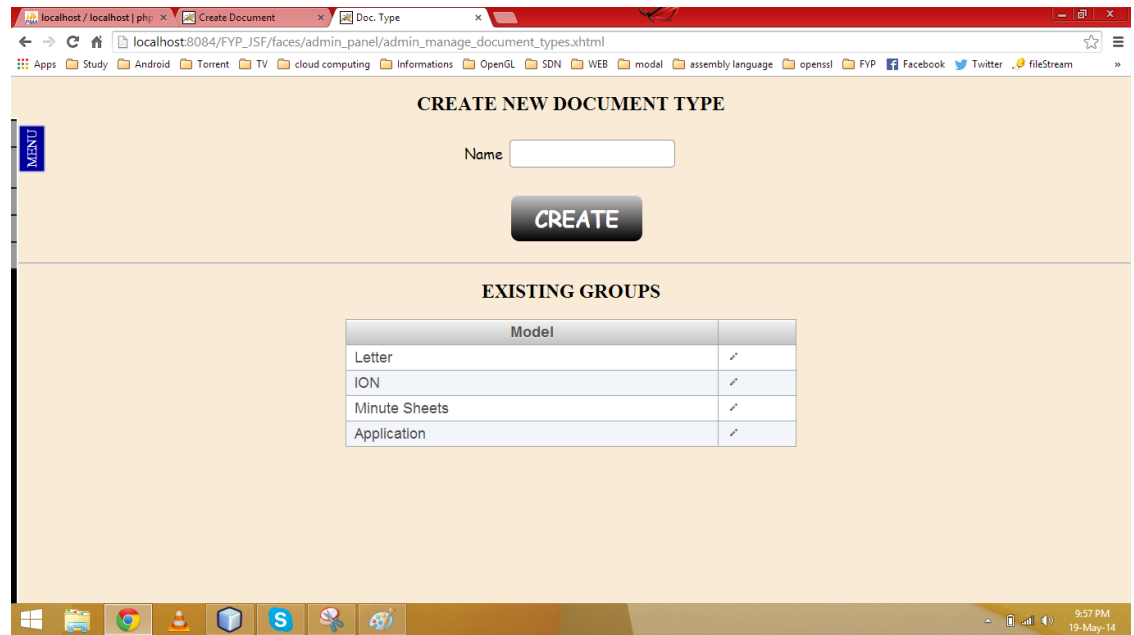 localhost / localhost | php
Create Document
Doc. Type
localhost:8084/FYP_JSF/faces/admin_panel/admin_manage_document_types.xhtml
Apps Study Android Torrent TV cloud computing Informations OpenGL SDN WEB modal assembly language openssl FYP Facebook Twitter fileStream »
CREATE NEW DOCUMENT TYPE
MENU
Name
CREATE
EXISTING GROUPS
Model
Letter
ION
Minute Sheets
Application
9:57 PM
19-May-14